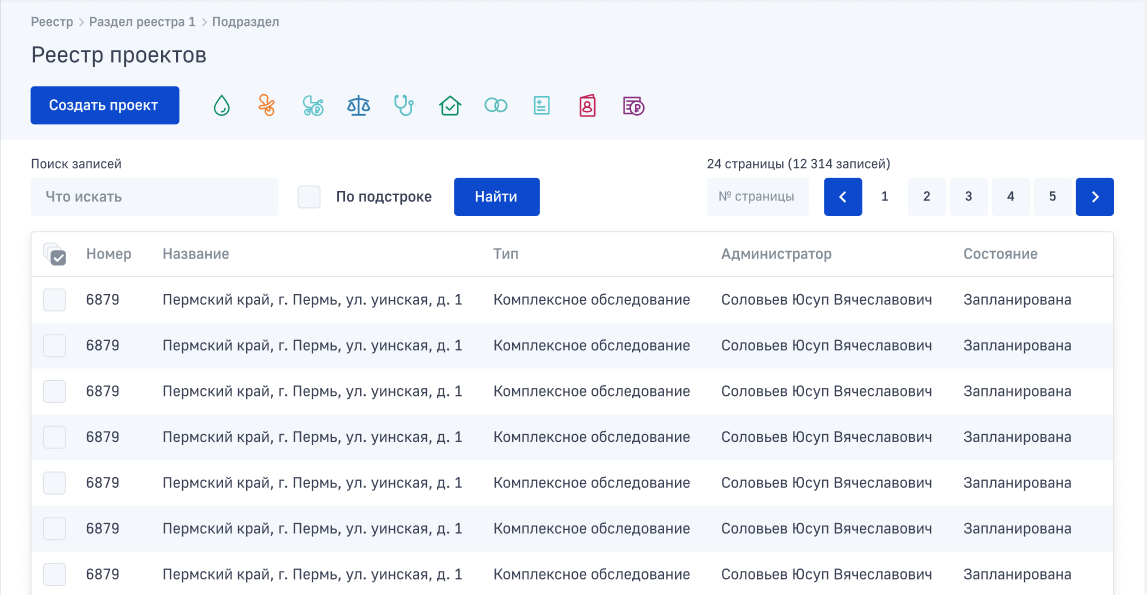 Реестр > Раздел реестра 1 > Подраздел
Реестр проектов
Создать проект
Поиск записей
24 страницы (12 314 записей)
Что искать По подстроке Найти № страницы 1 2 3 4 5
Номер Название Тип Администратор Состояние
6879 Пермский край, г. Пермь, ул. уинская, д. 1 Комплексное обследование Соловьев Юсуп Вячеславович Запланирована
6879 Пермский край, г. Пермь, ул. уинская, д. 1 Комплексное обследование Соловьев Юсуп Вячеславович Запланирована
6879 Пермский край, г. Пермь, ул. уинская, д. 1 Комплексное обследование Соловьев Юсуп Вячеславович Запланирована
6879 Пермский край, г. Пермь, ул. уинская, д. 1 Комплексное обследование Соловьев Юсуп Вячеславович Запланирована
6879 Пермский край, г. Пермь, ул. уинская, д. 1 Комплексное обследование Соловьев Юсуп Вячеславович Запланирована
6879 Пермский край, г. Пермь, ул. уинская, д. 1 Комплексное обследование Соловьев Юсуп Вячеславович Запланирована
6879 Пермский край, г. Пермь, ул. уинская, д. 1 Комплексное обследование Соловьев Юсуп Вячеславович Запланирована